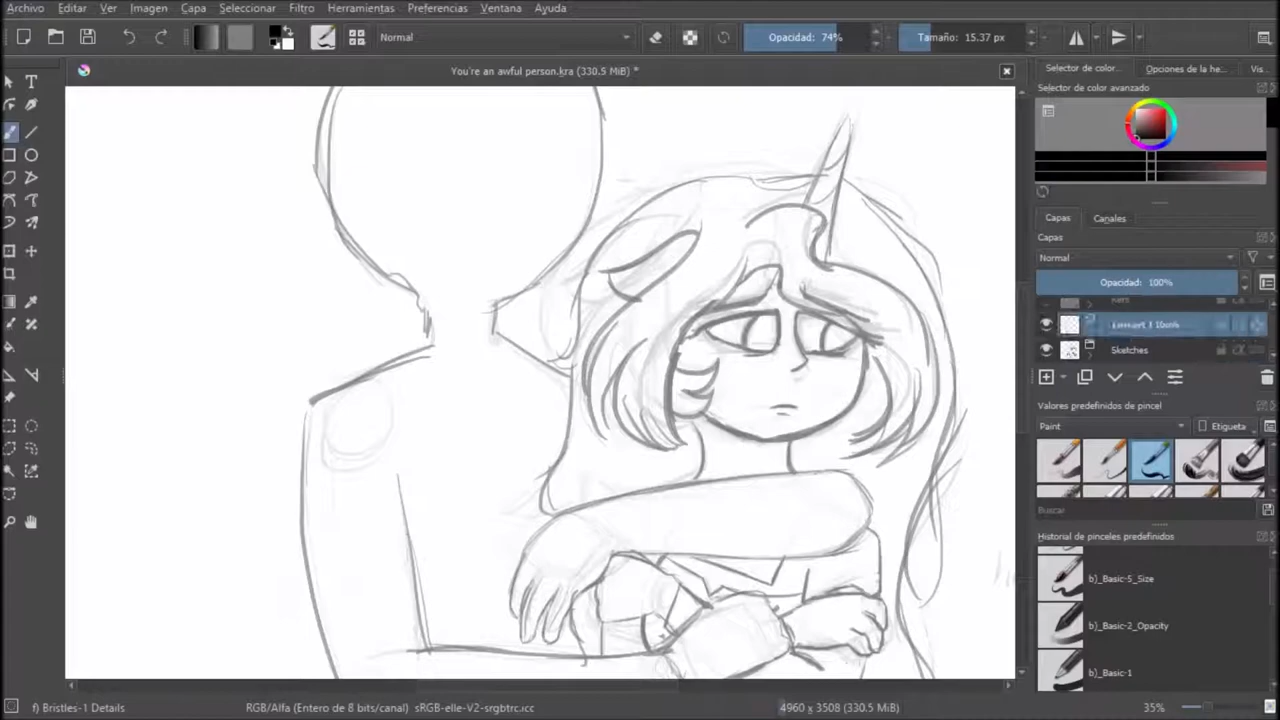 Archivo Editar Ver Imagen Capa Seleccionar Filtro Herramientas Preferencias Ventana Ayuda
Normal
Opacidad: 74%
Tamaño: 15.37 px
You're an awful person.kra (330.5 MiB) *
Selector de color...
Opciones de la he...
Vis...
Selector de color avanzado
Capas
Canales
Capas
Normal
Opacidad: 100%
Sketches
Valores predefinidos de pincel
Paint
Etiqueta
Buscar
Historial de pinceles predefinidos
b)_Basic-5_Size
b)_Basic-2_Opacity
b)_Basic-1
f) Bristles-1 Details
RGB/Alfa (Entero de 8 bits/canal) sRGB-elle-V2-srgbtrc.icc
4960 x 3508 (330.5 MiB)
35%